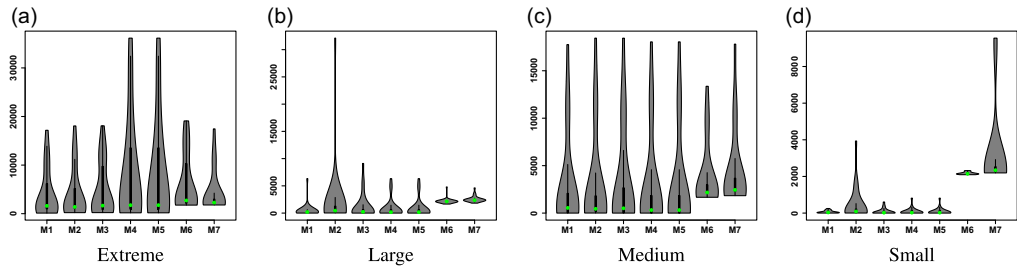 (a)
30000
20000
10000
0
M1 M2 M3 M4 M5 M6 M7
Extreme
(b)
25000
15000
5000
0
M1 M2 M3 M4 M5 M6 M7
Large
(c)
15000
10000
5000
0
M1 M2 M3 M4 M5 M6 M7
Medium
(d)
8000
6000
4000
2000
0
M1 M2 M3 M4 M5 M6 M7
Small